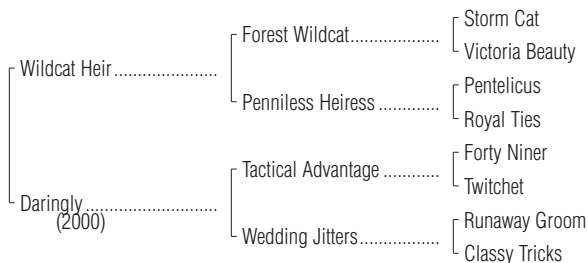 Storm Cat
Forest Wildcat....................
Victoria Beauty
Wildcat Heir.......................
Pentelicus
Penniless Heiress .............
Royal Ties
Forty Niner
Tactical Advantage ............
Twitchet
Daringly.............................
(2000)
Runaway Groom
Wedding Jitters..................
Classy Tricks